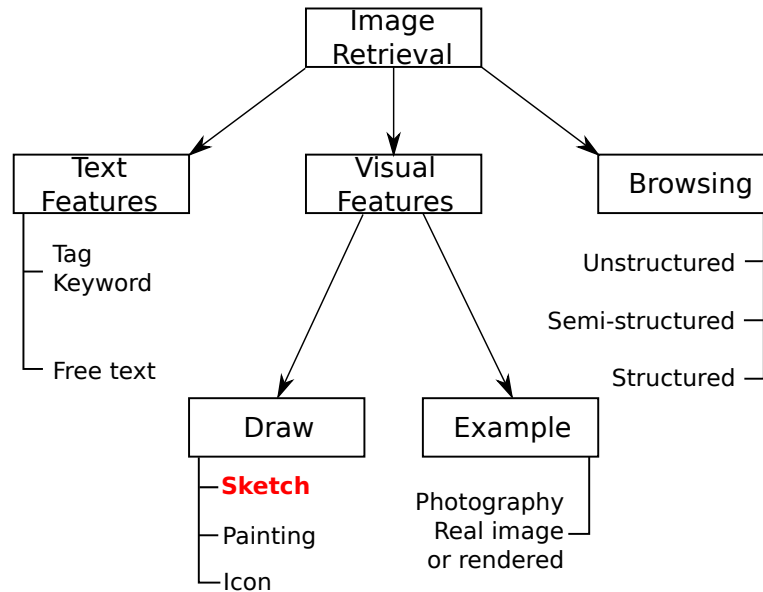 Image
Retrieval
Text
Features
Visual
Features
Browsing
Tag
Keyword
Free text
Unstructured
Semi-structured
Structured
Draw
Example
Sketch
Painting
Icon
Photography
Real image
or rendered